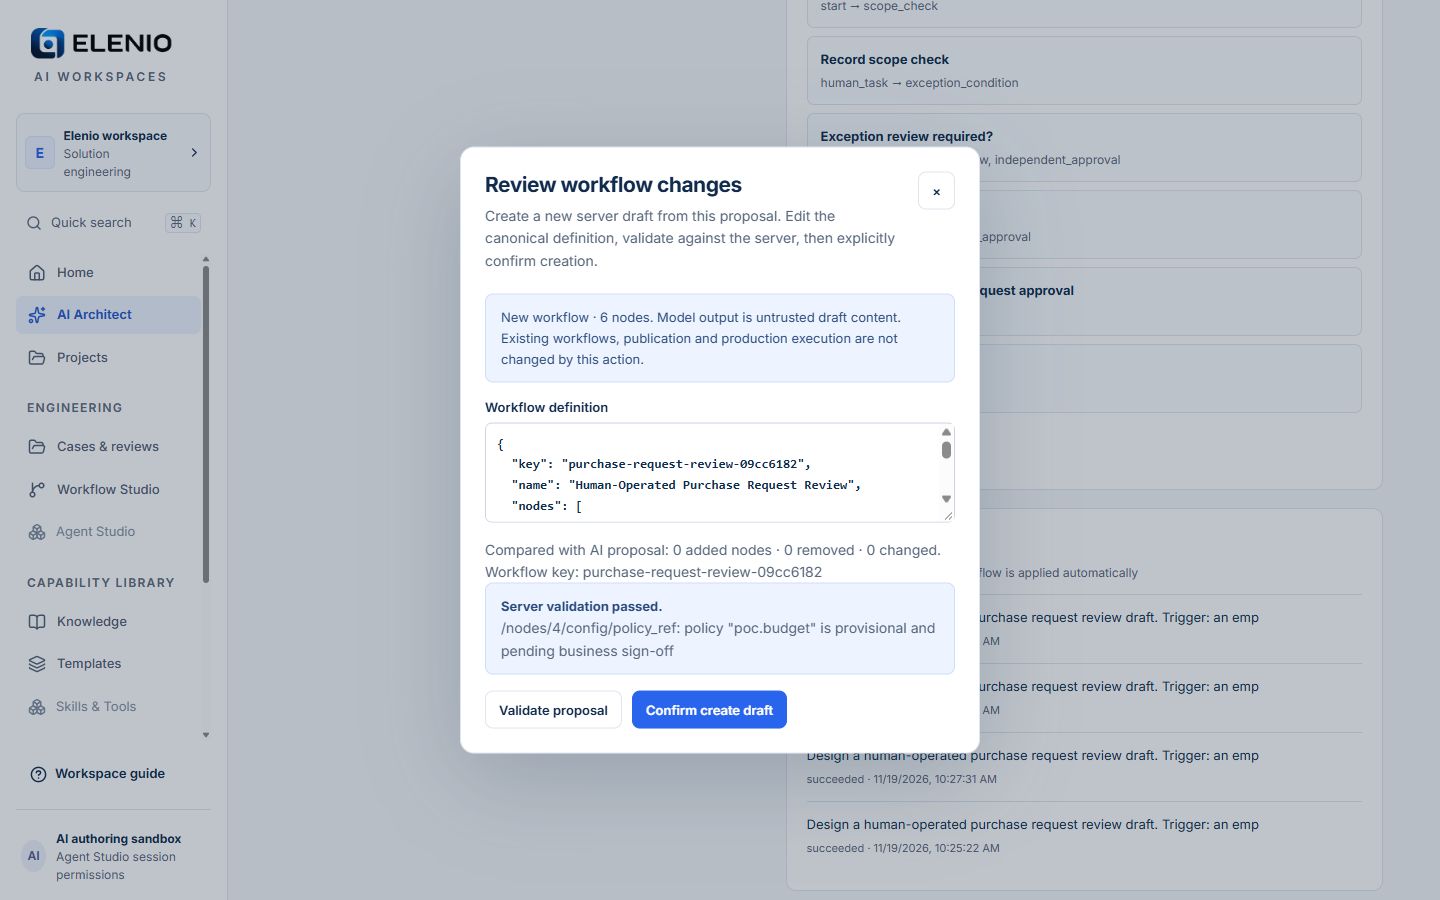 ELENIO
AI WORKSPACES
E
Elenio workspace
Solution
engineering
Quick search
⌘ K
Home
AI Architect
Projects
ENGINEERING
Cases & reviews
Workflow Studio
Agent Studio
CAPABILITY LIBRARY
Knowledge
Templates
Skills & Tools
Workspace guide
AI
AI authoring sandbox
Agent Studio session
permissions
start → scope_check
Record scope check
human_task → exception_condition
Exception review required?
independent_approval
_approval
approval
Review workflow changes
×
Create a new server draft from this proposal. Edit the
canonical definition, validate against the server, then explicitly
confirm creation.
New workflow · 6 nodes. Model output is untrusted draft content.
Existing workflows, publication and production execution are not
changed by this action.
Workflow definition
{
"key": "purchase-request-review-09cc6182",
"name": "Human-Operated Purchase Request Review",
"nodes": [
Compared with AI proposal: 0 added nodes · 0 removed · 0 changed.
Workflow key: purchase-request-review-09cc6182
Server validation passed.
/nodes/4/config/policy_ref: policy "poc.budget" is provisional and
pending business sign-off
Validate proposal
Confirm create draft
is applied automatically
request review draft. Trigger: an emp
AM
request review draft. Trigger: an emp
AM
Design a human-operated purchase request review draft. Trigger: an emp
succeeded · 11/19/2026, 10:27:31 AM
Design a human-operated purchase request review draft. Trigger: an emp
succeeded · 11/19/2026, 10:25:22 AM